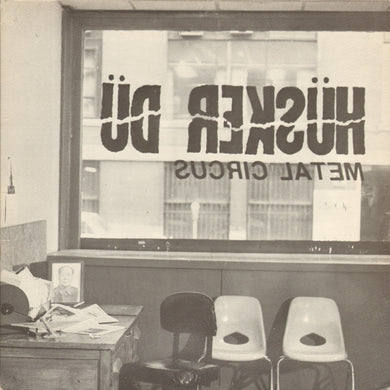 HÜSKER DÜ
METAL CIRCUS